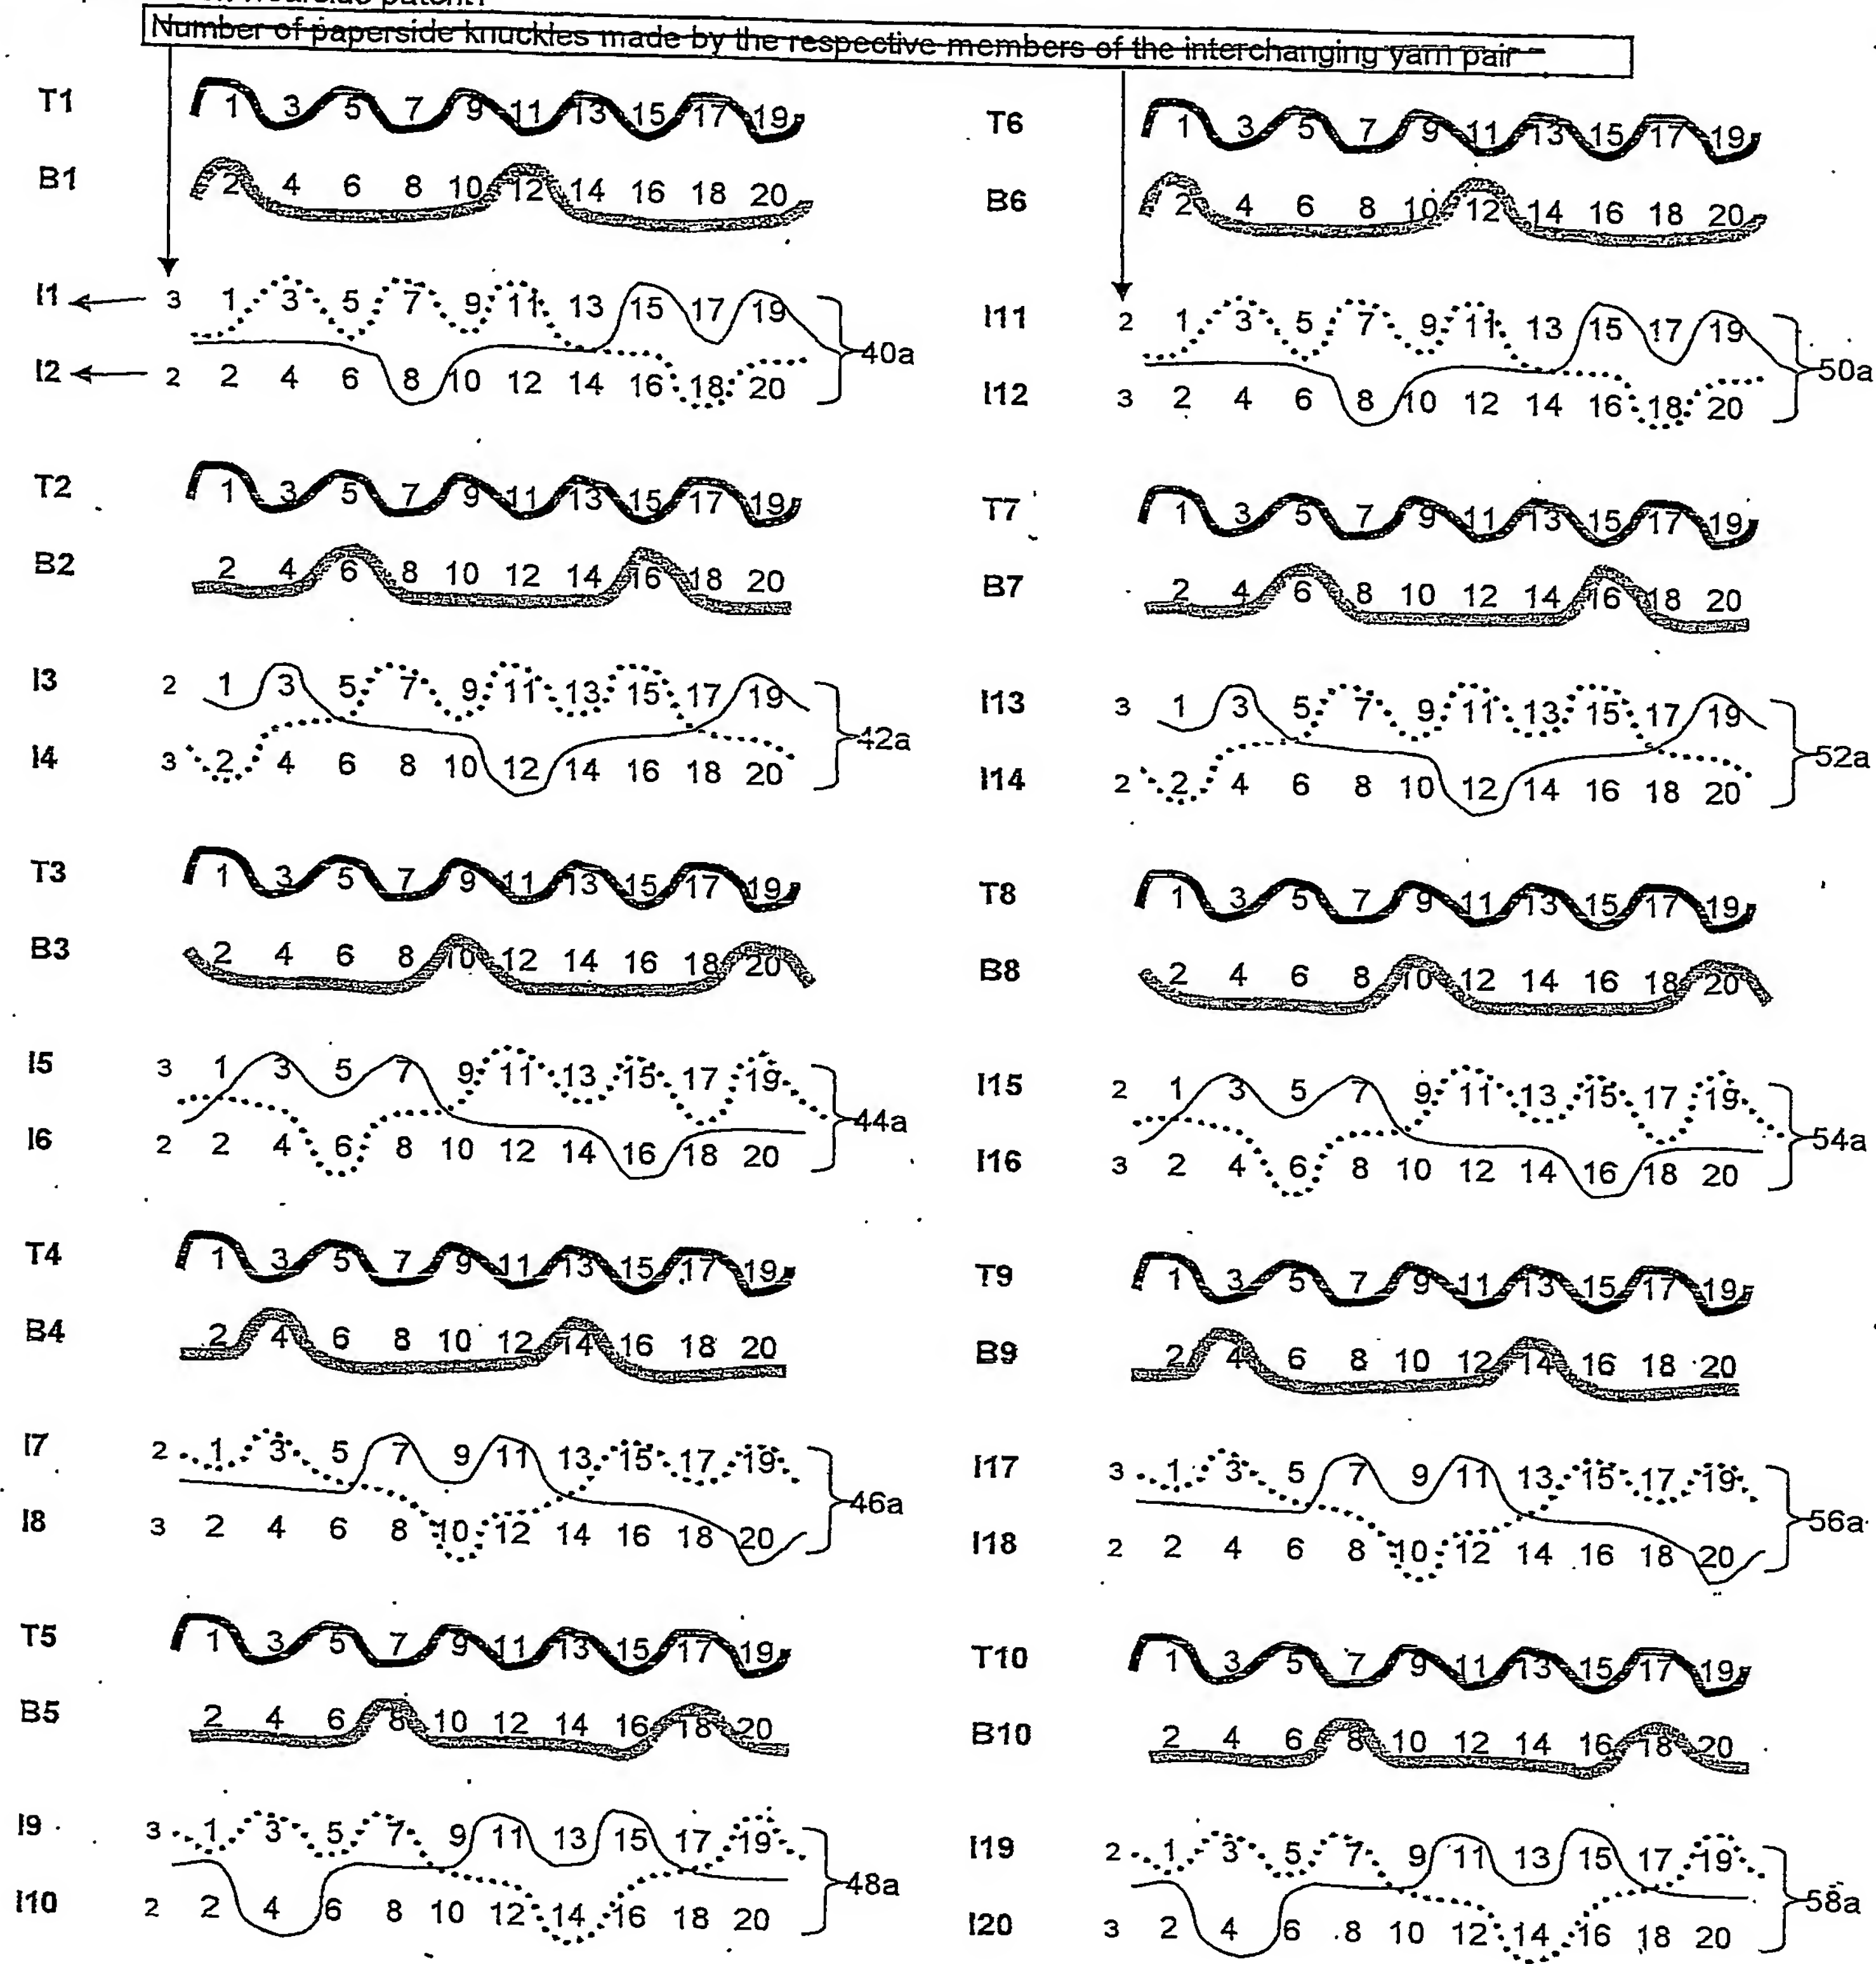 wearside patent1
Number of paperside knuckles made by the respective members of the interchanging yarn pair
T1 1 3 5 7 9 11 13 15 17 19
B1 2 4 6 8 10 12 14 16 18 20
I1 3 1 3 5 7 9 11 13 15 17 19
40a
I2 2 2 4 6 8 10 12 14 16 18 20
T2 1 3 5 7 9 11 13 15 17 19
B2 2 4 6 8 10 12 14 16 18 20
I3 2 1 3 5 7 9 11 13 15 17 19
42a
I4 3 2 4 6 8 10 12 14 16 18 20
T3 1 3 5 7 9 11 13 15 17 19
B3 2 4 6 8 10 12 14 16 18 20
I5 3 1 3 5 7 9 11 13 15 17 19
44a
I6 2 2 4 6 8 10 12 14 16 18 20
T4 1 3 5 7 9 11 13 15 17 19
B4 2 4 6 8 10 12 14 16 18 20
I7 2 1 3 5 7 9 11 13 15 17 19
46a
I8 3 2 4 6 8 10 12 14 16 18 20
T5 1 3 5 7 9 11 13 15 17 19
B5 2 4 6 8 10 12 14 16 18 20
I9 3 1 3 5 7 9 11 13 15 17 19
48a
I10 2 2 4 6 8 10 12 14 16 18 20
T6 1 3 5 7 9 11 13 15 17 19
B6 2 4 6 8 10 12 14 16 18 20
I11 2 1 3 5 7 9 11 13 15 17 19
50a
I12 3 2 4 6 8 10 12 14 16 18 20
T7 1 3 5 7 9 11 13 15 17 19
B7 2 4 6 8 10 12 14 16 18 20
I13 3 1 3 5 7 9 11 13 15 17 19
52a
I14 2 2 4 6 8 10 12 14 16 18 20
T8 1 3 5 7 9 11 13 15 17 19
B8 2 4 6 8 10 12 14 16 18 20
I15 2 1 3 5 7 9 11 13 15 17 19
54a
I16 3 2 4 6 8 10 12 14 16 18 20
T9 1 3 5 7 9 11 13 15 17 19
B9 2 4 6 8 10 12 14 16 18 20
I17 3 1 3 5 7 9 11 13 15 17 19
56a
I18 2 2 4 6 8 10 12 14 16 18 20
T10 1 3 5 7 9 11 13 15 17 19
B10 2 4 6 8 10 12 14 16 18 20
I19 2 1 3 5 7 9 11 13 15 17 19
58a
I20 3 2 4 6 8 10 12 14 16 18 20